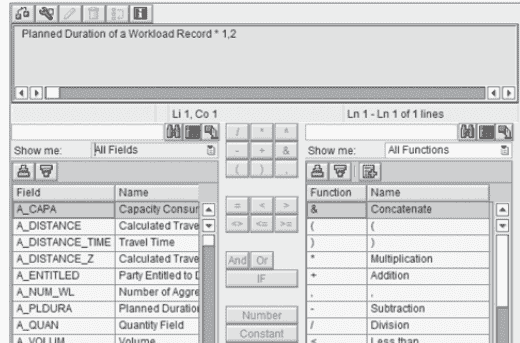 Planned Duration of a Workload Record * 1,2
Li 1, Co 1 Ln 1 - Ln 1 of 1 lines
/ * ^
Show me: All Fields - + & Show me: All Functions
( ) ,
Field Name Function Name
A_CAPA Capacity Consur = < > & Concatenate
A_DISTANCE Calculated Trave <> <= >= ( (
A_DISTANCE_TIME Travel Time ) )
A_DISTANCE_Z Calculated Trave And Or * Multiplication
A_ENTITLED Party Entitled to D IF + Addition
A_NUM_WL Number of Aggre , ,
A_PLDURA Planned Duration Number - Subtraction
A_QUAN Quantity Field / Division
A_VOLUM Volume Constant < Less than